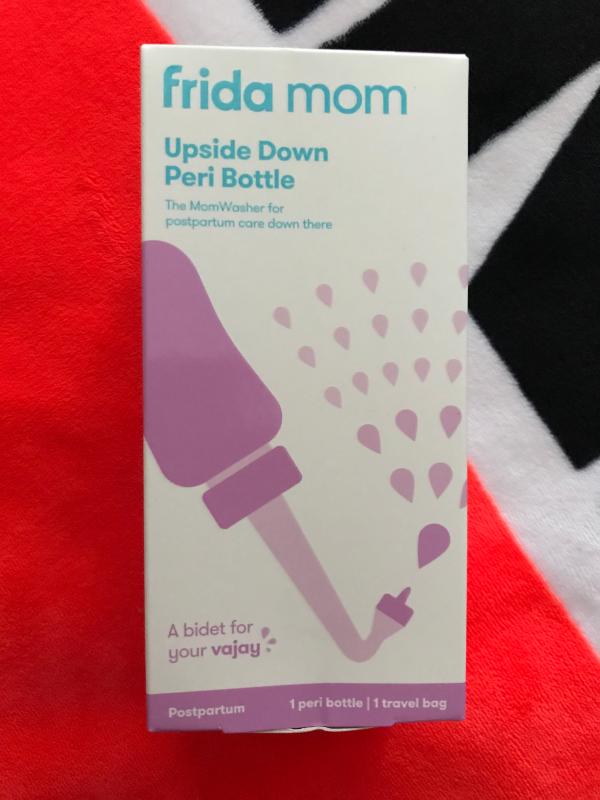 frida mom
Upside Down
Peri Bottle
The MomWasher for
postpartum care down there
A bidet for
your vajay
Postpartum
1 peri bottle | 1 travel bag